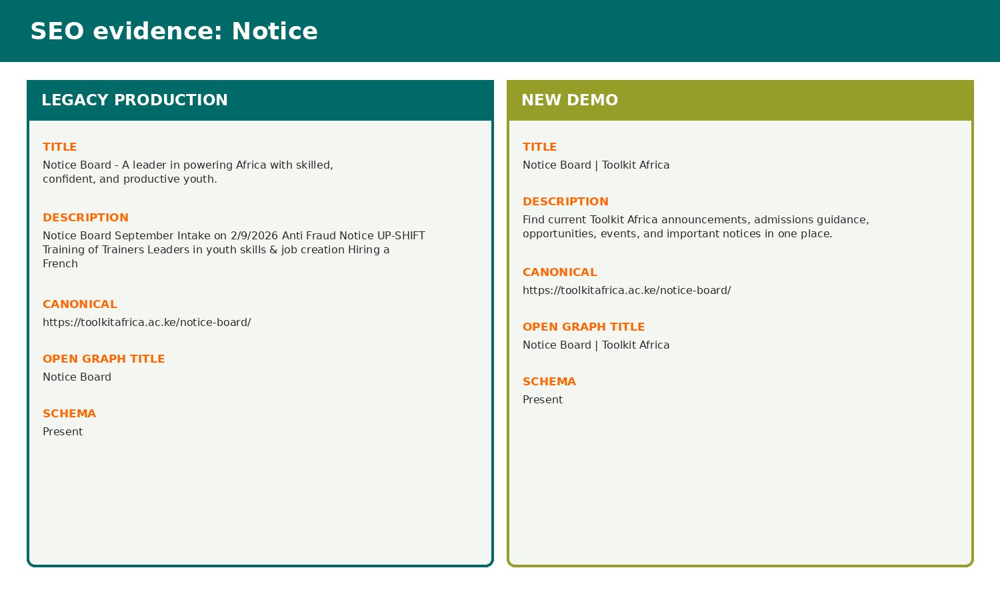 SEO evidence: Notice
LEGACY PRODUCTION
TITLE
Notice Board - A leader in powering Africa with skilled,
confident, and productive youth.
DESCRIPTION
Notice Board September Intake on 2/9/2026 Anti Fraud Notice UP-SHIFT
Training of Trainers Leaders in youth skills & job creation Hiring a
French
CANONICAL
https://toolkitafrica.ac.ke/notice-board/
OPEN GRAPH TITLE
Notice Board
SCHEMA
Present
NEW DEMO
TITLE
Notice Board | Toolkit Africa
DESCRIPTION
Find current Toolkit Africa announcements, admissions guidance,
opportunities, events, and important notices in one place.
CANONICAL
https://toolkitafrica.ac.ke/notice-board/
OPEN GRAPH TITLE
Notice Board | Toolkit Africa
SCHEMA
Present